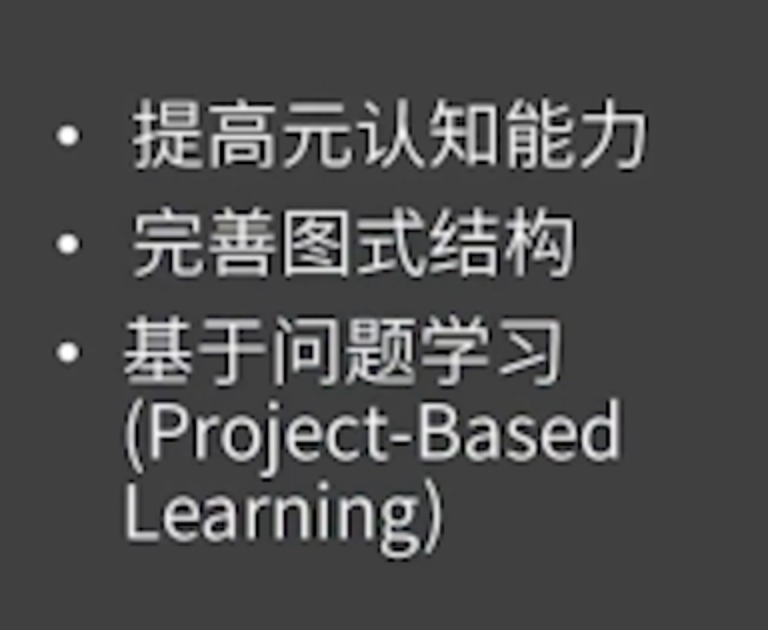 • 提高元认知能力
• 完善图式结构
• 基于问题学习
(Project-Based
Learning)